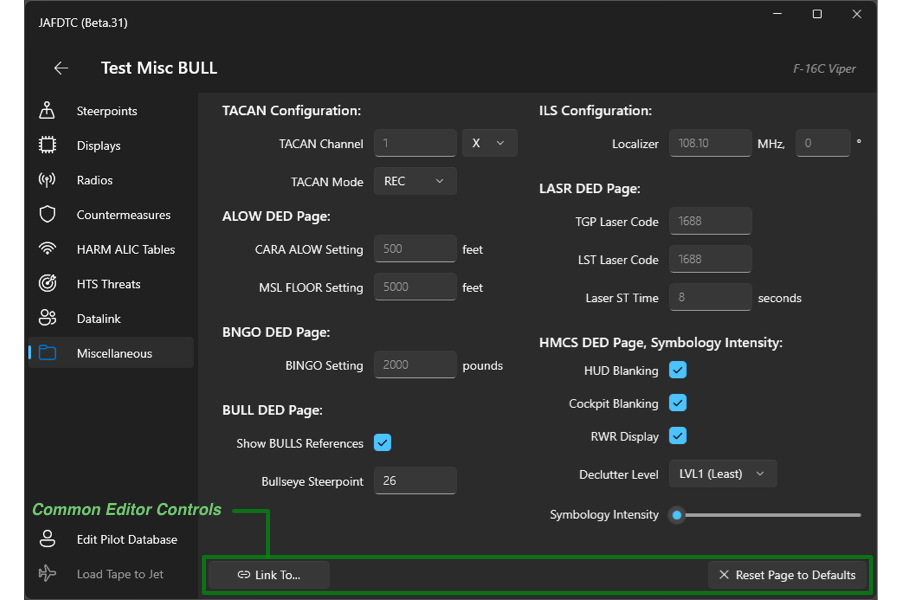 JAFDTC (Beta.31)
Test Misc BULL
F-16C Viper
Steerpoints
Displays
Radios
Countermeasures
HARM ALIC Tables
HTS Threats
Datalink
Miscellaneous
Common Editor Controls
Edit Pilot Database
Load Tape to Jet
TACAN Configuration:
TACAN Channel 1 X
TACAN Mode REC
ALOW DED Page:
CARA ALOW Setting 500 feet
MSL FLOOR Setting 5000 feet
BNGO DED Page:
BINGO Setting 2000 pounds
BULL DED Page:
Show BULLS References
Bullseye Steerpoint 26
ILS Configuration:
Localizer 108.10 MHz, 0 °
LASR DED Page:
TGP Laser Code 1688
LST Laser Code 1688
Laser ST Time 8 seconds
HMCS DED Page, Symbology Intensity:
HUD Blanking
Cockpit Blanking
RWR Display
Declutter Level LVL1 (Least)
Symbology Intensity
Link To...
Reset Page to Defaults